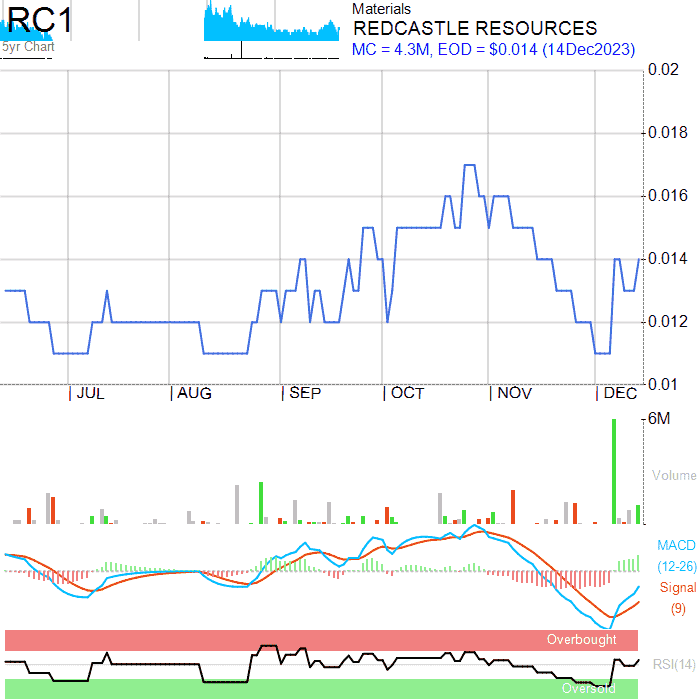 RC1
5yr Chart
Materials
REDCASTLE RESOURCES
MC = 4.3M, EOD = $0.014 (14Dec2023)
0.02
0.018
0.016
0.014
0.012
0.01
JUL AUG SEP OCT NOV DEC
6M
Volume
MACD
(12-26)
Signal
(9)
Overbought
RSI(14)
Oversold